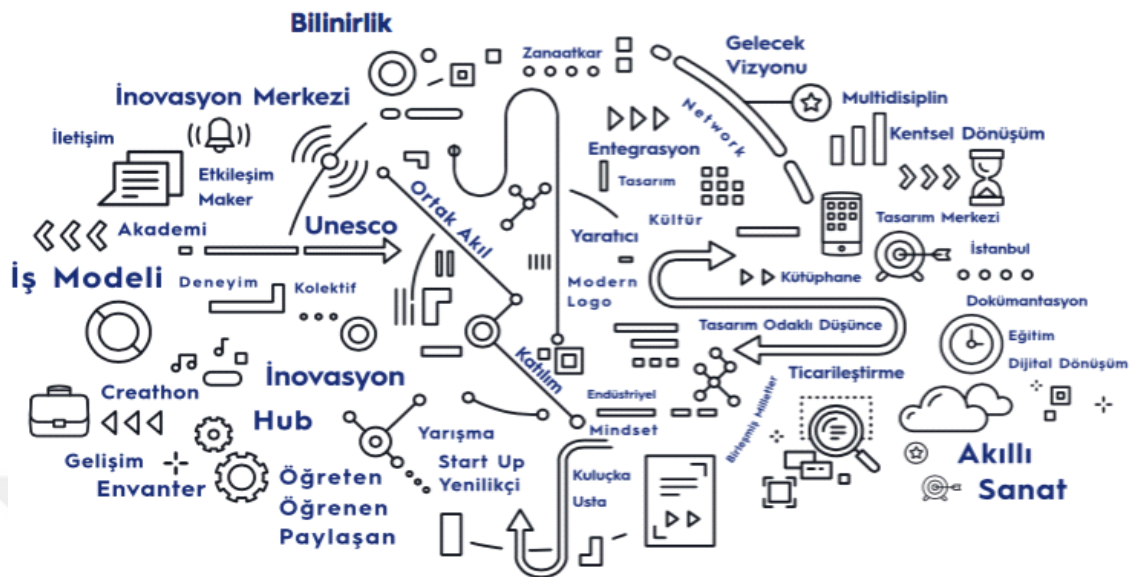 Bilinirlik
Zanaatkar
Gelecek
Vizyonu
İnovasyon Merkezi
Multidisiplin
Network
İletişim
Kentsel Dönüşüm
Entegrasyon
Etkileşim
Maker
Tasarım
Ortak Akıl
Akademi
Unesco
Kültür
Tasarım Merkezi
Yaratıcı
İstanbul
İş Modeli
Deneyim
Kolektif
Modern
Logo
Kütüphane
Dokümantasyon
Tasarım Odaklı Düşünce
Eğitim
Dijital Dönüşüm
İnovasyon
Hub
Katılım
Ticarileştirme
Creathon
Endüstriyel
Mindset
Birleşmiş Milletler
Yarışma
Start Up
Yenilikçi
Gelişim
Envanter
Öğreten
Öğrenen
Paylaşan
Kuluçka
Usta
Akıllı
Sanat